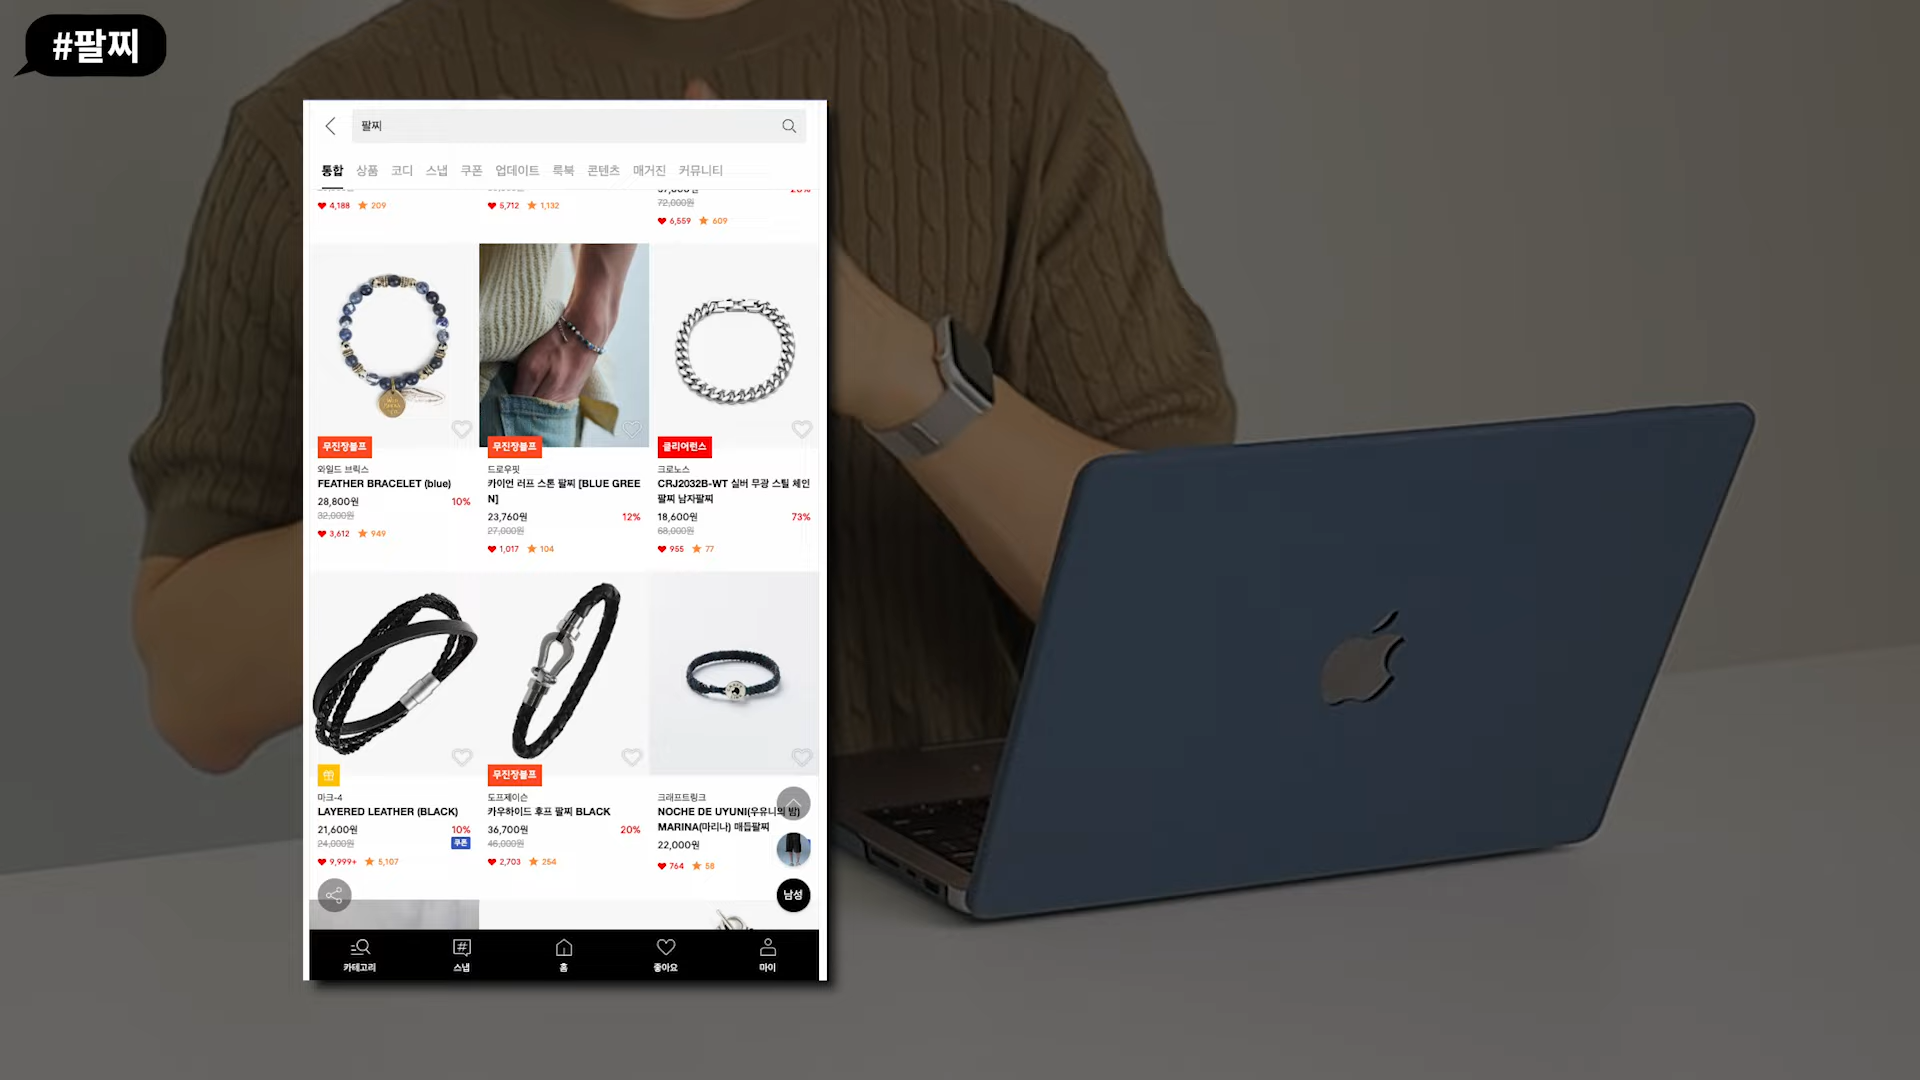 #팔찌
팔찌
통합 상품 코디 스냅 쿠폰 업데이트 룩북 콘텐츠 매거진 커뮤니티
4,188 209
5,712 1,132
72,000원
6,559 609
무진장블프
와일드 브릭스
FEATHER BRACELET (blue)
28,800원 10%
32,000원
3,612 949
무진장블프
드로우핏
카이언 러프 스톤 팔찌 [BLUE GREE
N]
23,760원 12%
27,000원
1,017 104
클리어런스
크로노스
CRJ2032B-WT 실버 무광 스틸 체인
팔찌 남자팔찌
18,600원 73%
68,000원
955 77
마크-4
LAYERED LEATHER (BLACK)
21,600원 10%
24,000원 쿠폰
9,999+ 5,107
무진장블프
도프제이슨
카우하이드 후프 팔찌 BLACK
36,700원 20%
46,000원
2,703 254
크래프트링크
NOCHE DE UYUNI(우유니의 밤)
MARINA(마리나) 매듭팔찌
22,000원
764 58
남성
카테고리 스냅 홈 좋아요 마이